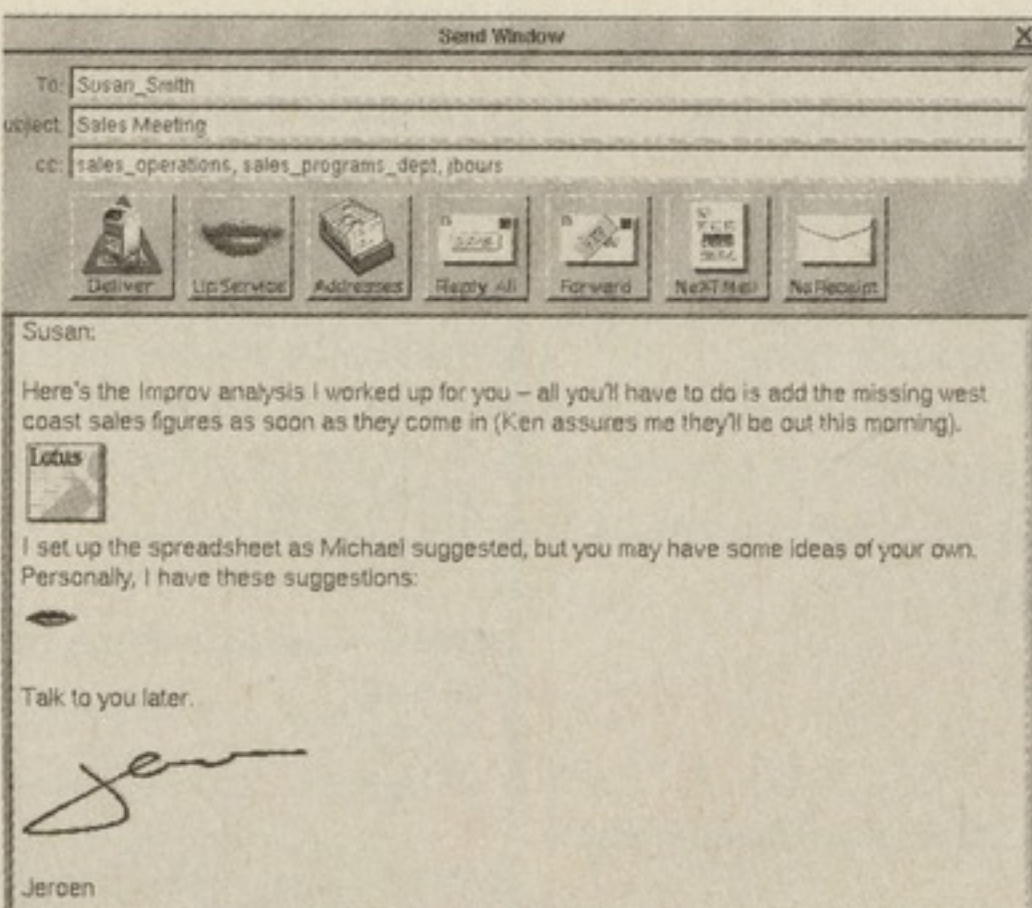 Send Window
To: Susan_Smith
ubject: Sales Meeting
cc: sales_operations, sales_programs_dept, jbours
Deliver Lip Service Addresses Reply All Forward NeXT Mail No Receipt
Susan:
Here's the Improv analysis I worked up for you – all you'll have to do is add the missing west
coast sales figures as soon as they come in (Ken assures me they'll be out this morning).
Lotus
I set up the spreadsheet as Michael suggested, but you may have some ideas of your own.
Personally, I have these suggestions:
Talk to you later.
Jeroen